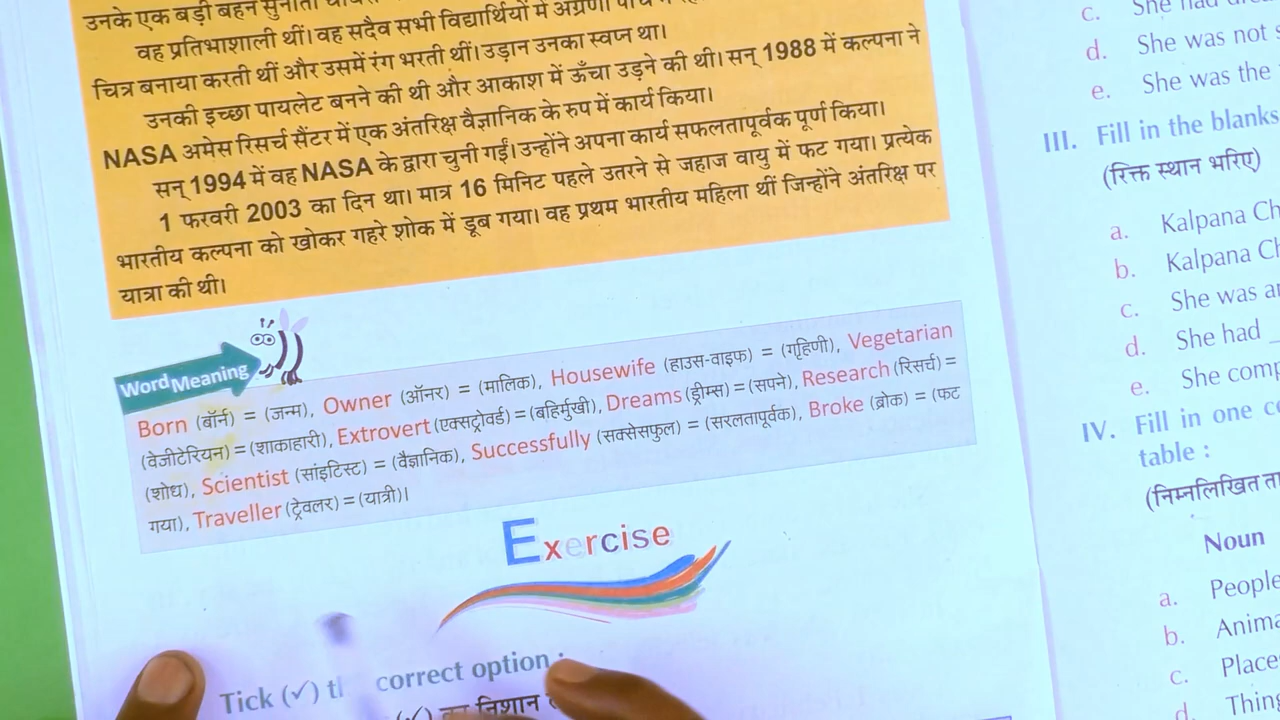 उनके एक बड़ी बहन सुनीता
वह प्रतिभाशाली थीं। वह सदैव सभी विद्यार्थियों में अग्रणी
चित्र बनाया करती थीं और उसमें रंग भरती थीं। उड़ान उनका स्वप्न था।
उनकी इच्छा पायलेट बनने की थी और आकाश में ऊँचा उड़ने की थी। सन् 1988 में कल्पना ने
NASA अमेस रिसर्च सैंटर में एक अंतरिक्ष वैज्ञानिक के रुप में कार्य किया।
सन् 1994 में वह NASA के द्वारा चुनी गईं। उन्होंने अपना कार्य सफलतापूर्वक पूर्ण किया।
1 फरवरी 2003 का दिन था। मात्र 16 मिनिट पहले उतरने से जहाज वायु में फट गया। प्रत्येक
भारतीय कल्पना को खोकर गहरे शोक में डूब गया। वह प्रथम भारतीय महिला थीं जिन्होंने अंतरिक्ष पर
यात्रा की थी।
Word Meaning
Born (बॉर्न) = (जन्म), Owner (ऑनर) = (मालिक), Housewife (हाउस-वाइफ) = (गृहिणी), Vegetarian
(वेजीटेरियन) = (शाकाहारी), Extrovert (एक्सट्रोवर्ड) = (बहिर्मुखी), Dreams (ड्रीम्स) = (सपने), Research (रिसर्च) =
(शोध), Scientist (सांइटिस्ट) = (वैज्ञानिक), Successfully (सक्सेसफुल) = (सरलतापूर्वक), Broke (ब्रोक) = (फट
गया), Traveller (ट्रेवलर) = (यात्री)।
Exercise
Tick (✓) correct option :
(✓) का निशान
c. She had
d. She was not
e. She was the
III. Fill in the blanks
(रिक्त स्थान भरिए)
a. Kalpana
b. Kalpana
c. She was
d. She had
e. She
IV. Fill in one
table :
Noun
a. People
b.
c.
d.